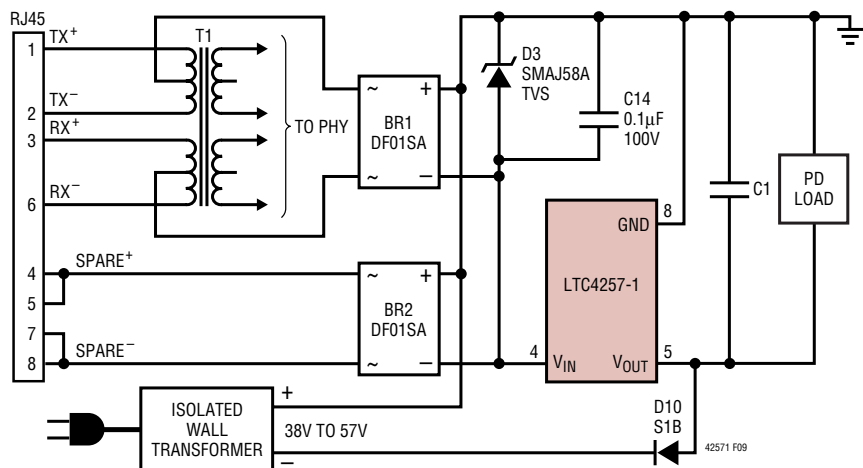 RJ45
1
TX+
2
TX−
3
RX+
6
RX−
4
SPARE+
5
7
8
SPARE−
T1
TO PHY
~
+
BR1
DF01SA
~
−
~
+
BR2
DF01SA
~
−
D3
SMAJ58A
TVS
C14
0.1µF
100V
GND
8
LTC4257-1
4
VIN
VOUT
5
C1
PD
LOAD
ISOLATED
WALL
TRANSFORMER
+
38V TO 57V
−
D10
S1B
42571 F09